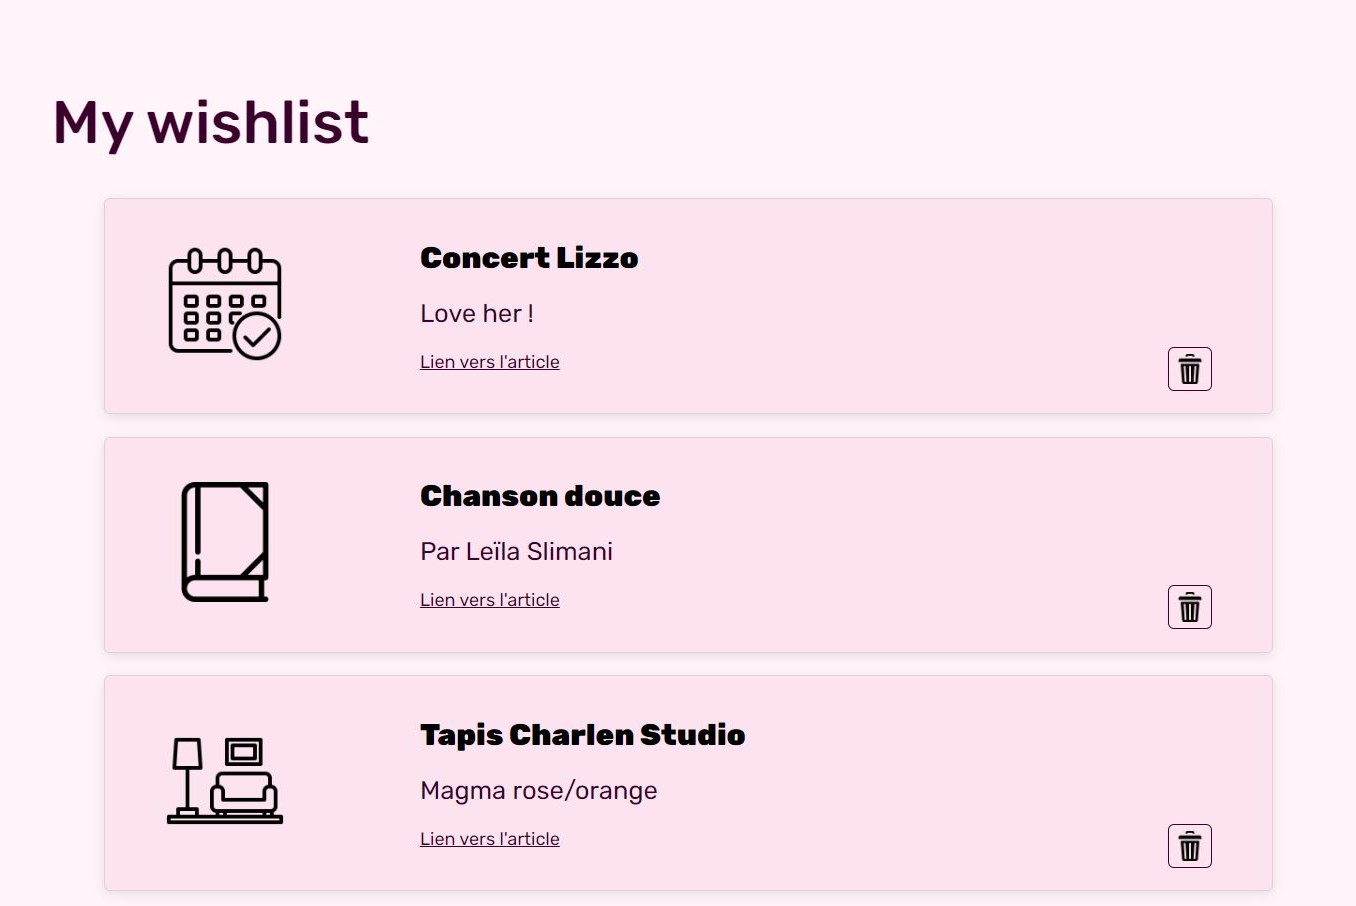 My wishlist
Concert Lizzo
Love her !
Lien vers l'article
Chanson douce
Par Leïla Slimani
Lien vers l'article
Tapis Charlen Studio
Magma rose/orange
Lien vers l'article